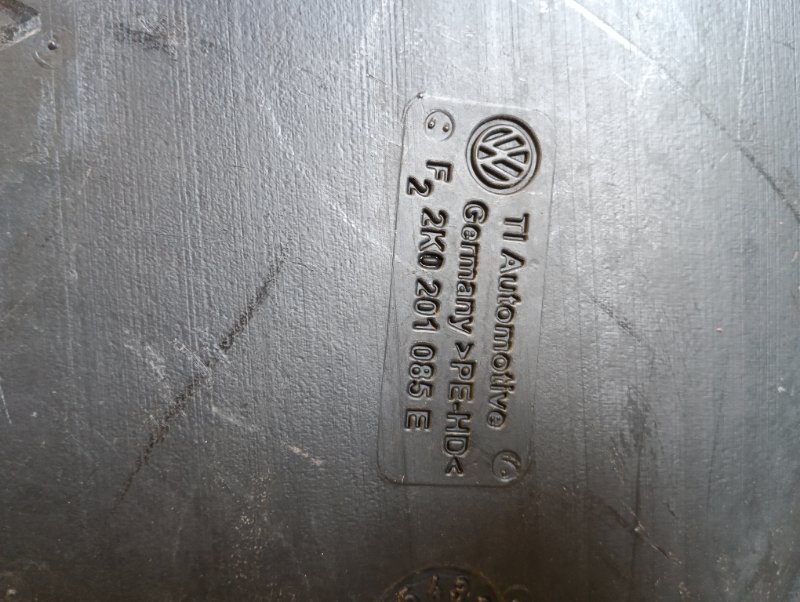 TI Automotive
Germany >PE-HD<
F2 2K0 201 085 E